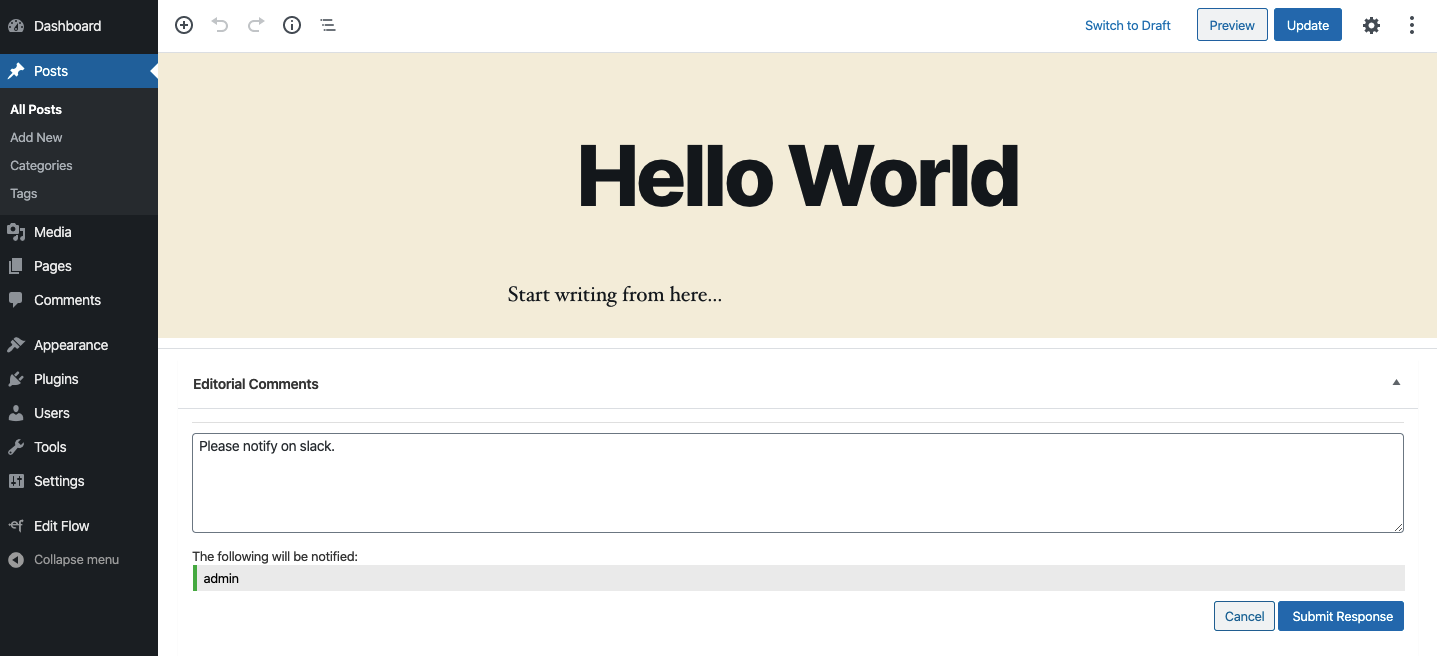 Dashboard
Switch to Draft
Preview
Update
Posts
All Posts
Add New
Categories
Tags
Media
Pages
Comments
Appearance
Plugins
Users
Tools
Settings
ef Edit Flow
Collapse menu
Hello World
Start writing from here...
Editorial Comments
Please notify on slack.
The following will be notified:
admin
Cancel
Submit Response